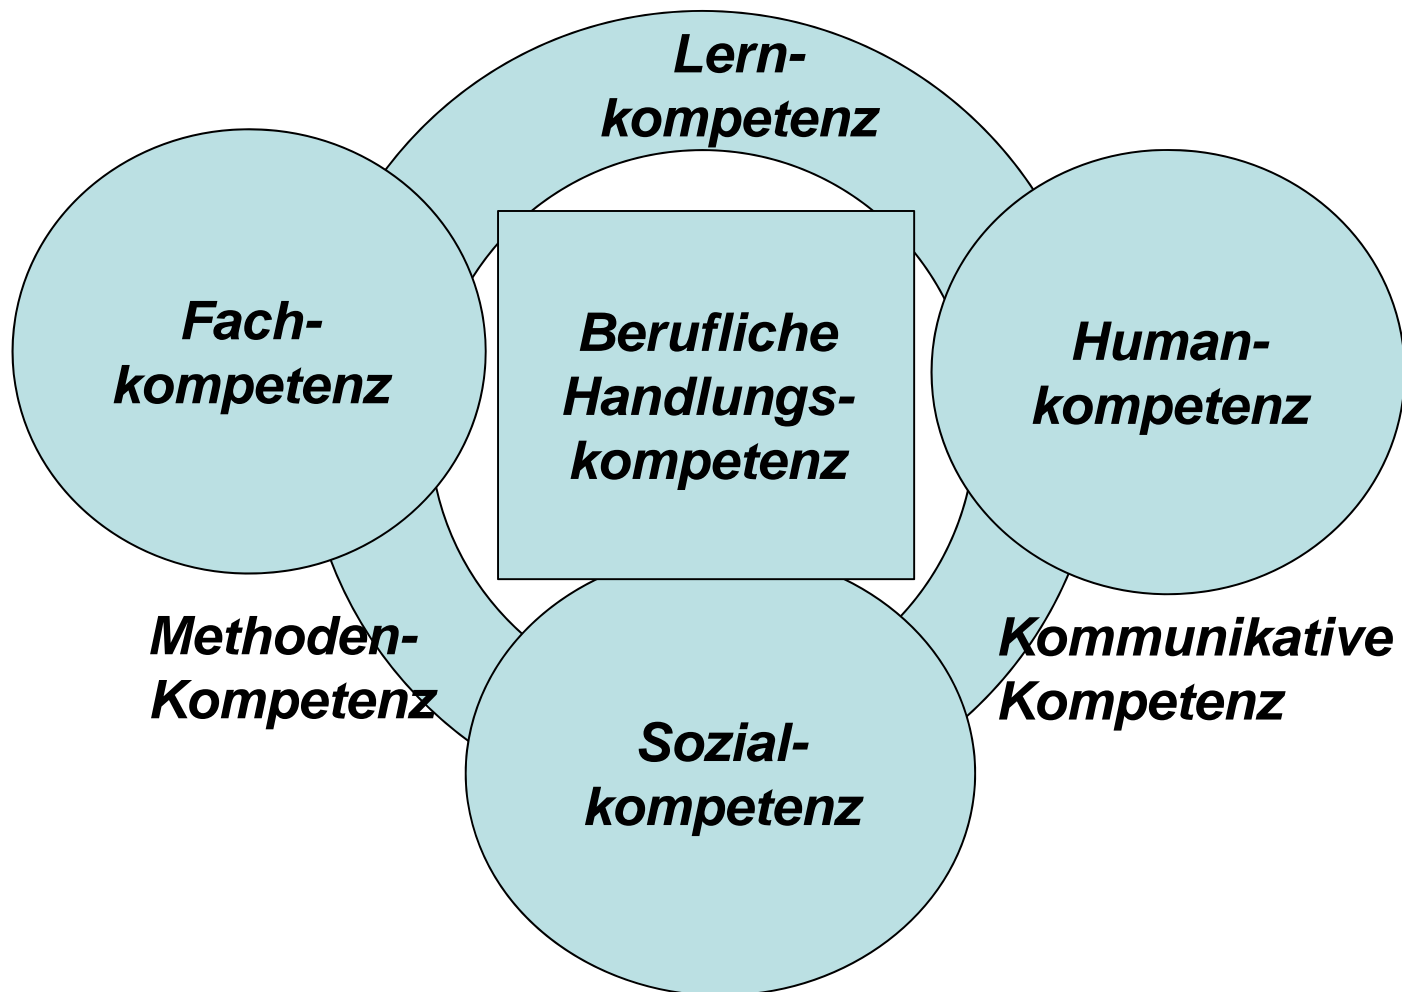 Lern-
kompetenz
Fach-
kompetenz
Berufliche
Handlungs-
kompetenz
Human-
kompetenz
Methoden-
Kompetenz
Kommunikative
Kompetenz
Sozial-
kompetenz